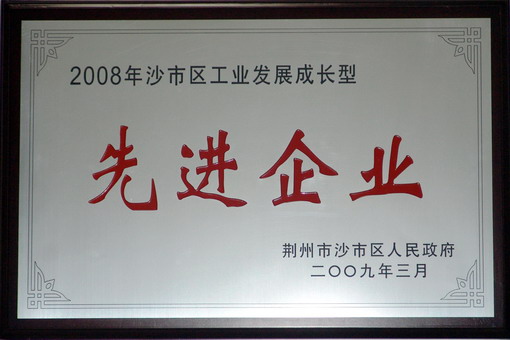 2008年沙市区工业发展成长型
先进企业
荆州市沙市区人民政府
二〇〇九年三月